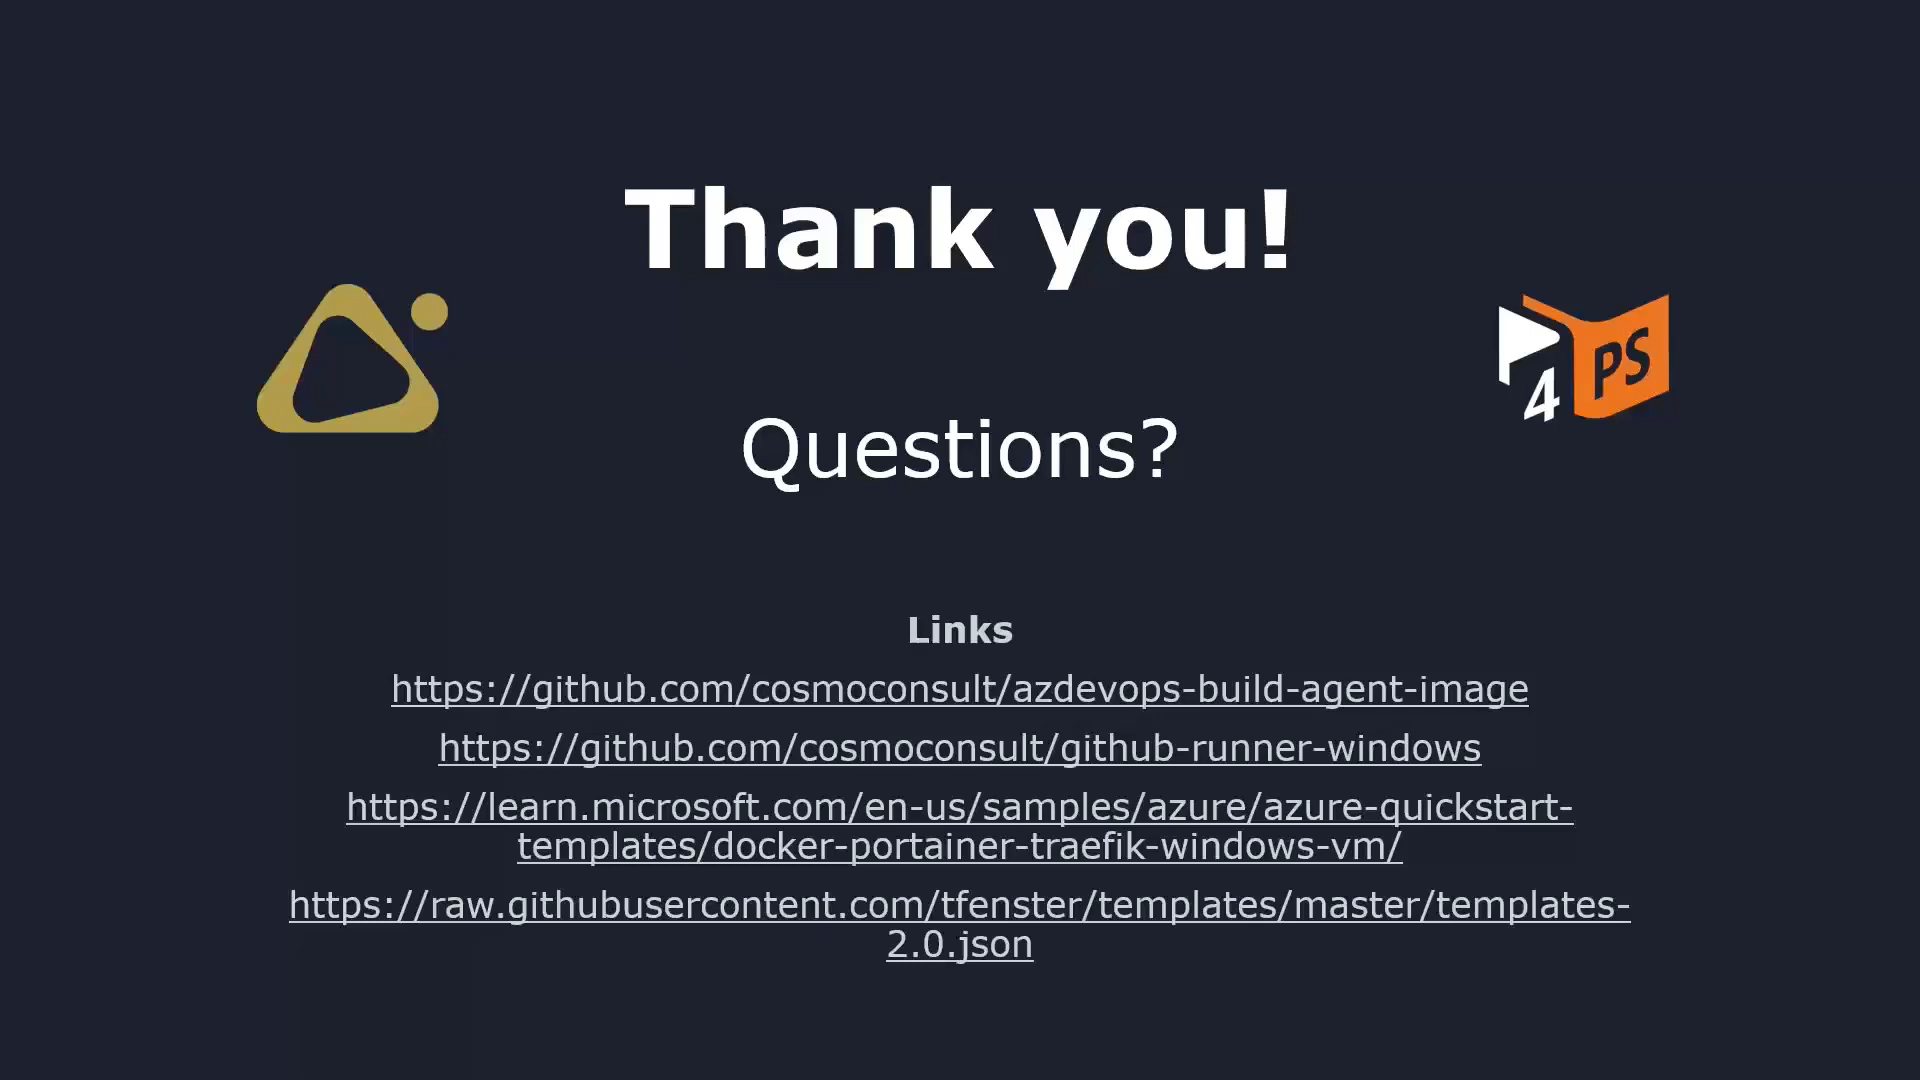 Thank you!
4 PS
Questions?
Links
https://github.com/cosmoconsult/azdevops-build-agent-image
https://github.com/cosmoconsult/github-runner-windows
https://learn.microsoft.com/en-us/samples/azure/azure-quickstart-
templates/docker-portainer-traefik-windows-vm/
https://raw.githubusercontent.com/tfenster/templates/master/templates-
2.0.json